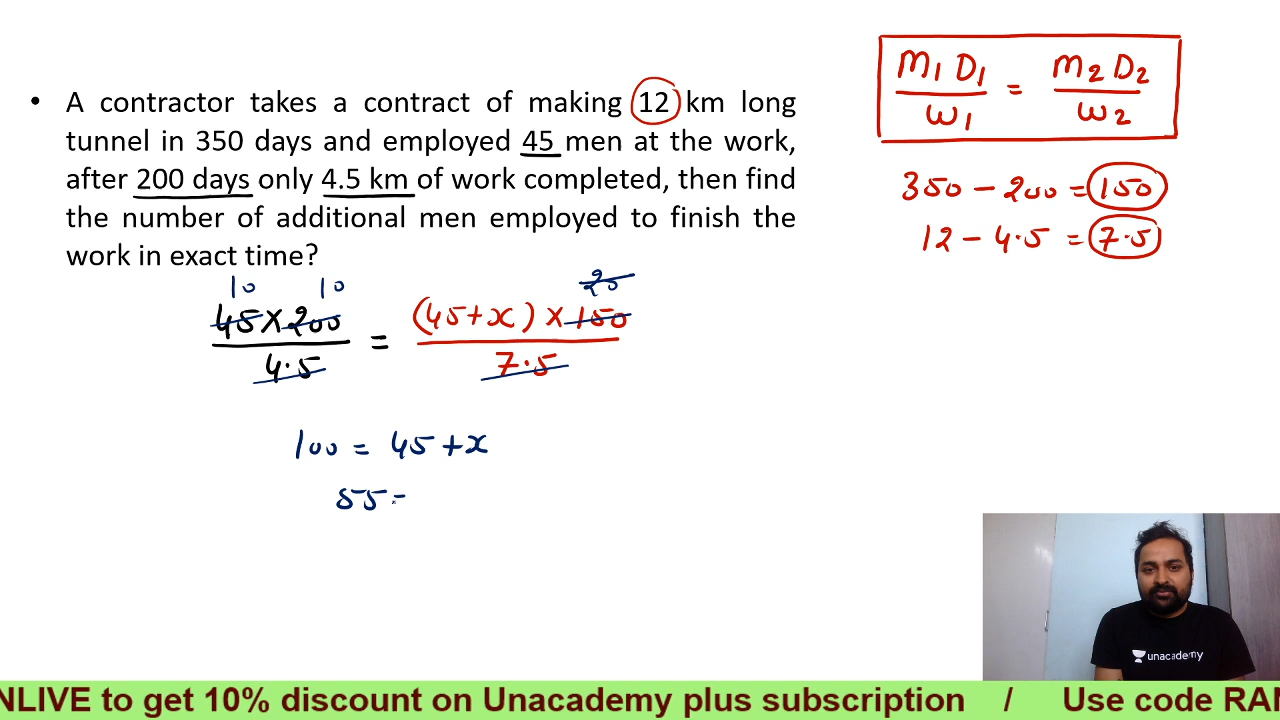 • A contractor takes a contract of making 12 km long
tunnel in 350 days and employed 45 men at the work,
after 200 days only 4.5 km of work completed, then find
the number of additional men employed to finish the
work in exact time?
M1 D1 / W1 = M2 D2 / W2
350 - 200 = 150
12 - 4.5 = 7.5
10 10 20
45 × 200 / 4.5 = (45 + x) × 150 / 7.5
100 = 45 + x
55 =
unacademy
NLIVE to get 10% discount on Unacademy plus subscription / Use code RA